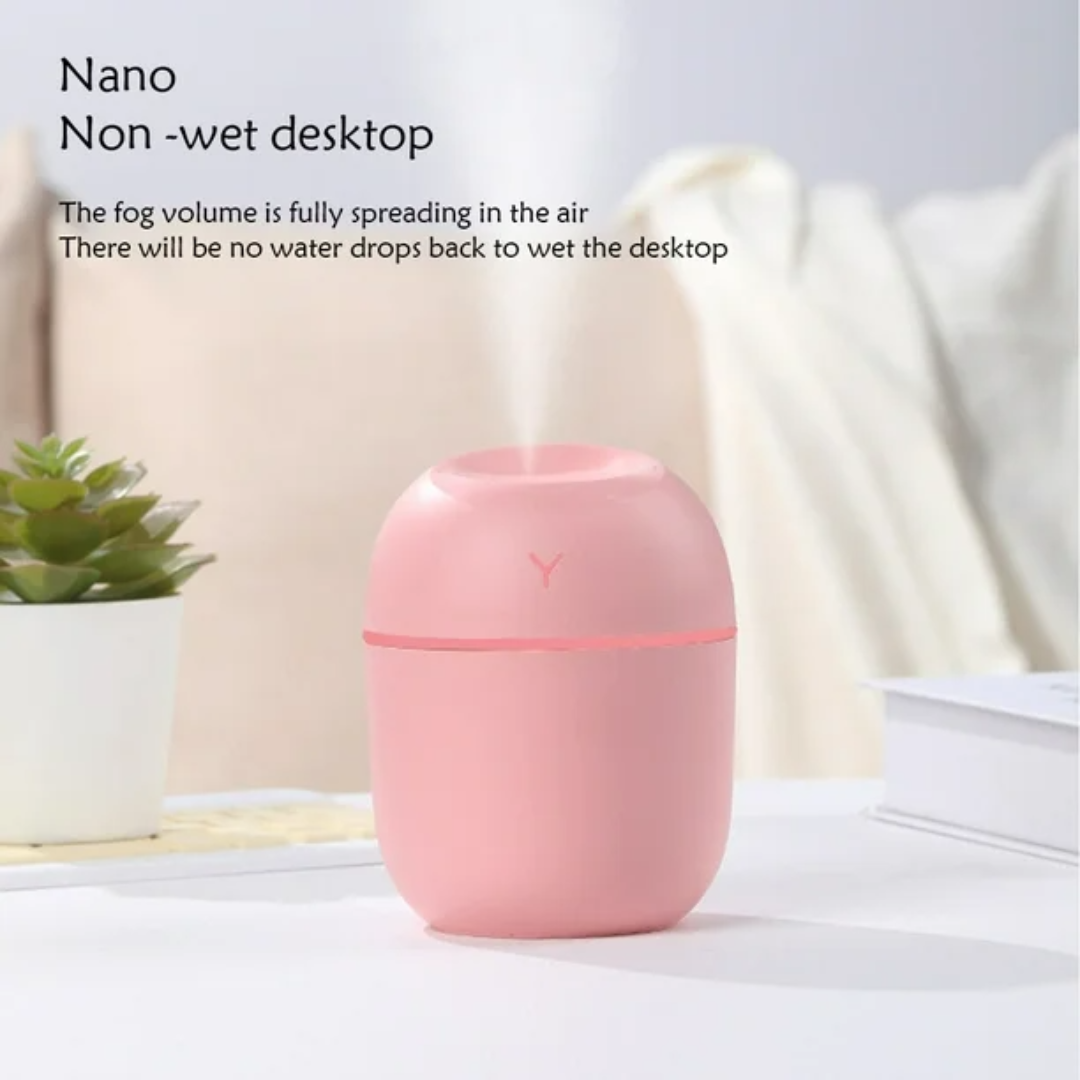 Nano
Non -wet desktop
The fog volume is fully spreading in the air
There will be no water drops back to wet the desktop
Y